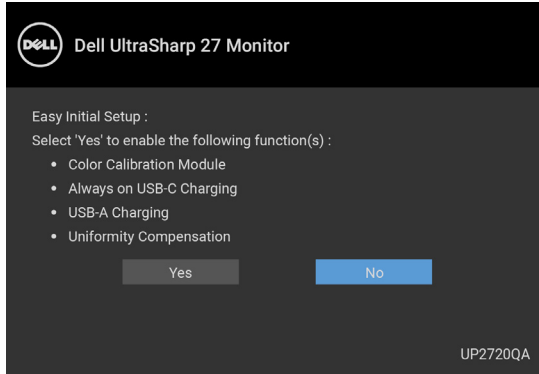 DELL
Dell UltraSharp 27 Monitor
Easy Initial Setup :
Select 'Yes' to enable the following function(s) :
• Color Calibration Module
• Always on USB-C Charging
• USB-A Charging
• Uniformity Compensation
Yes No
UP2720QA